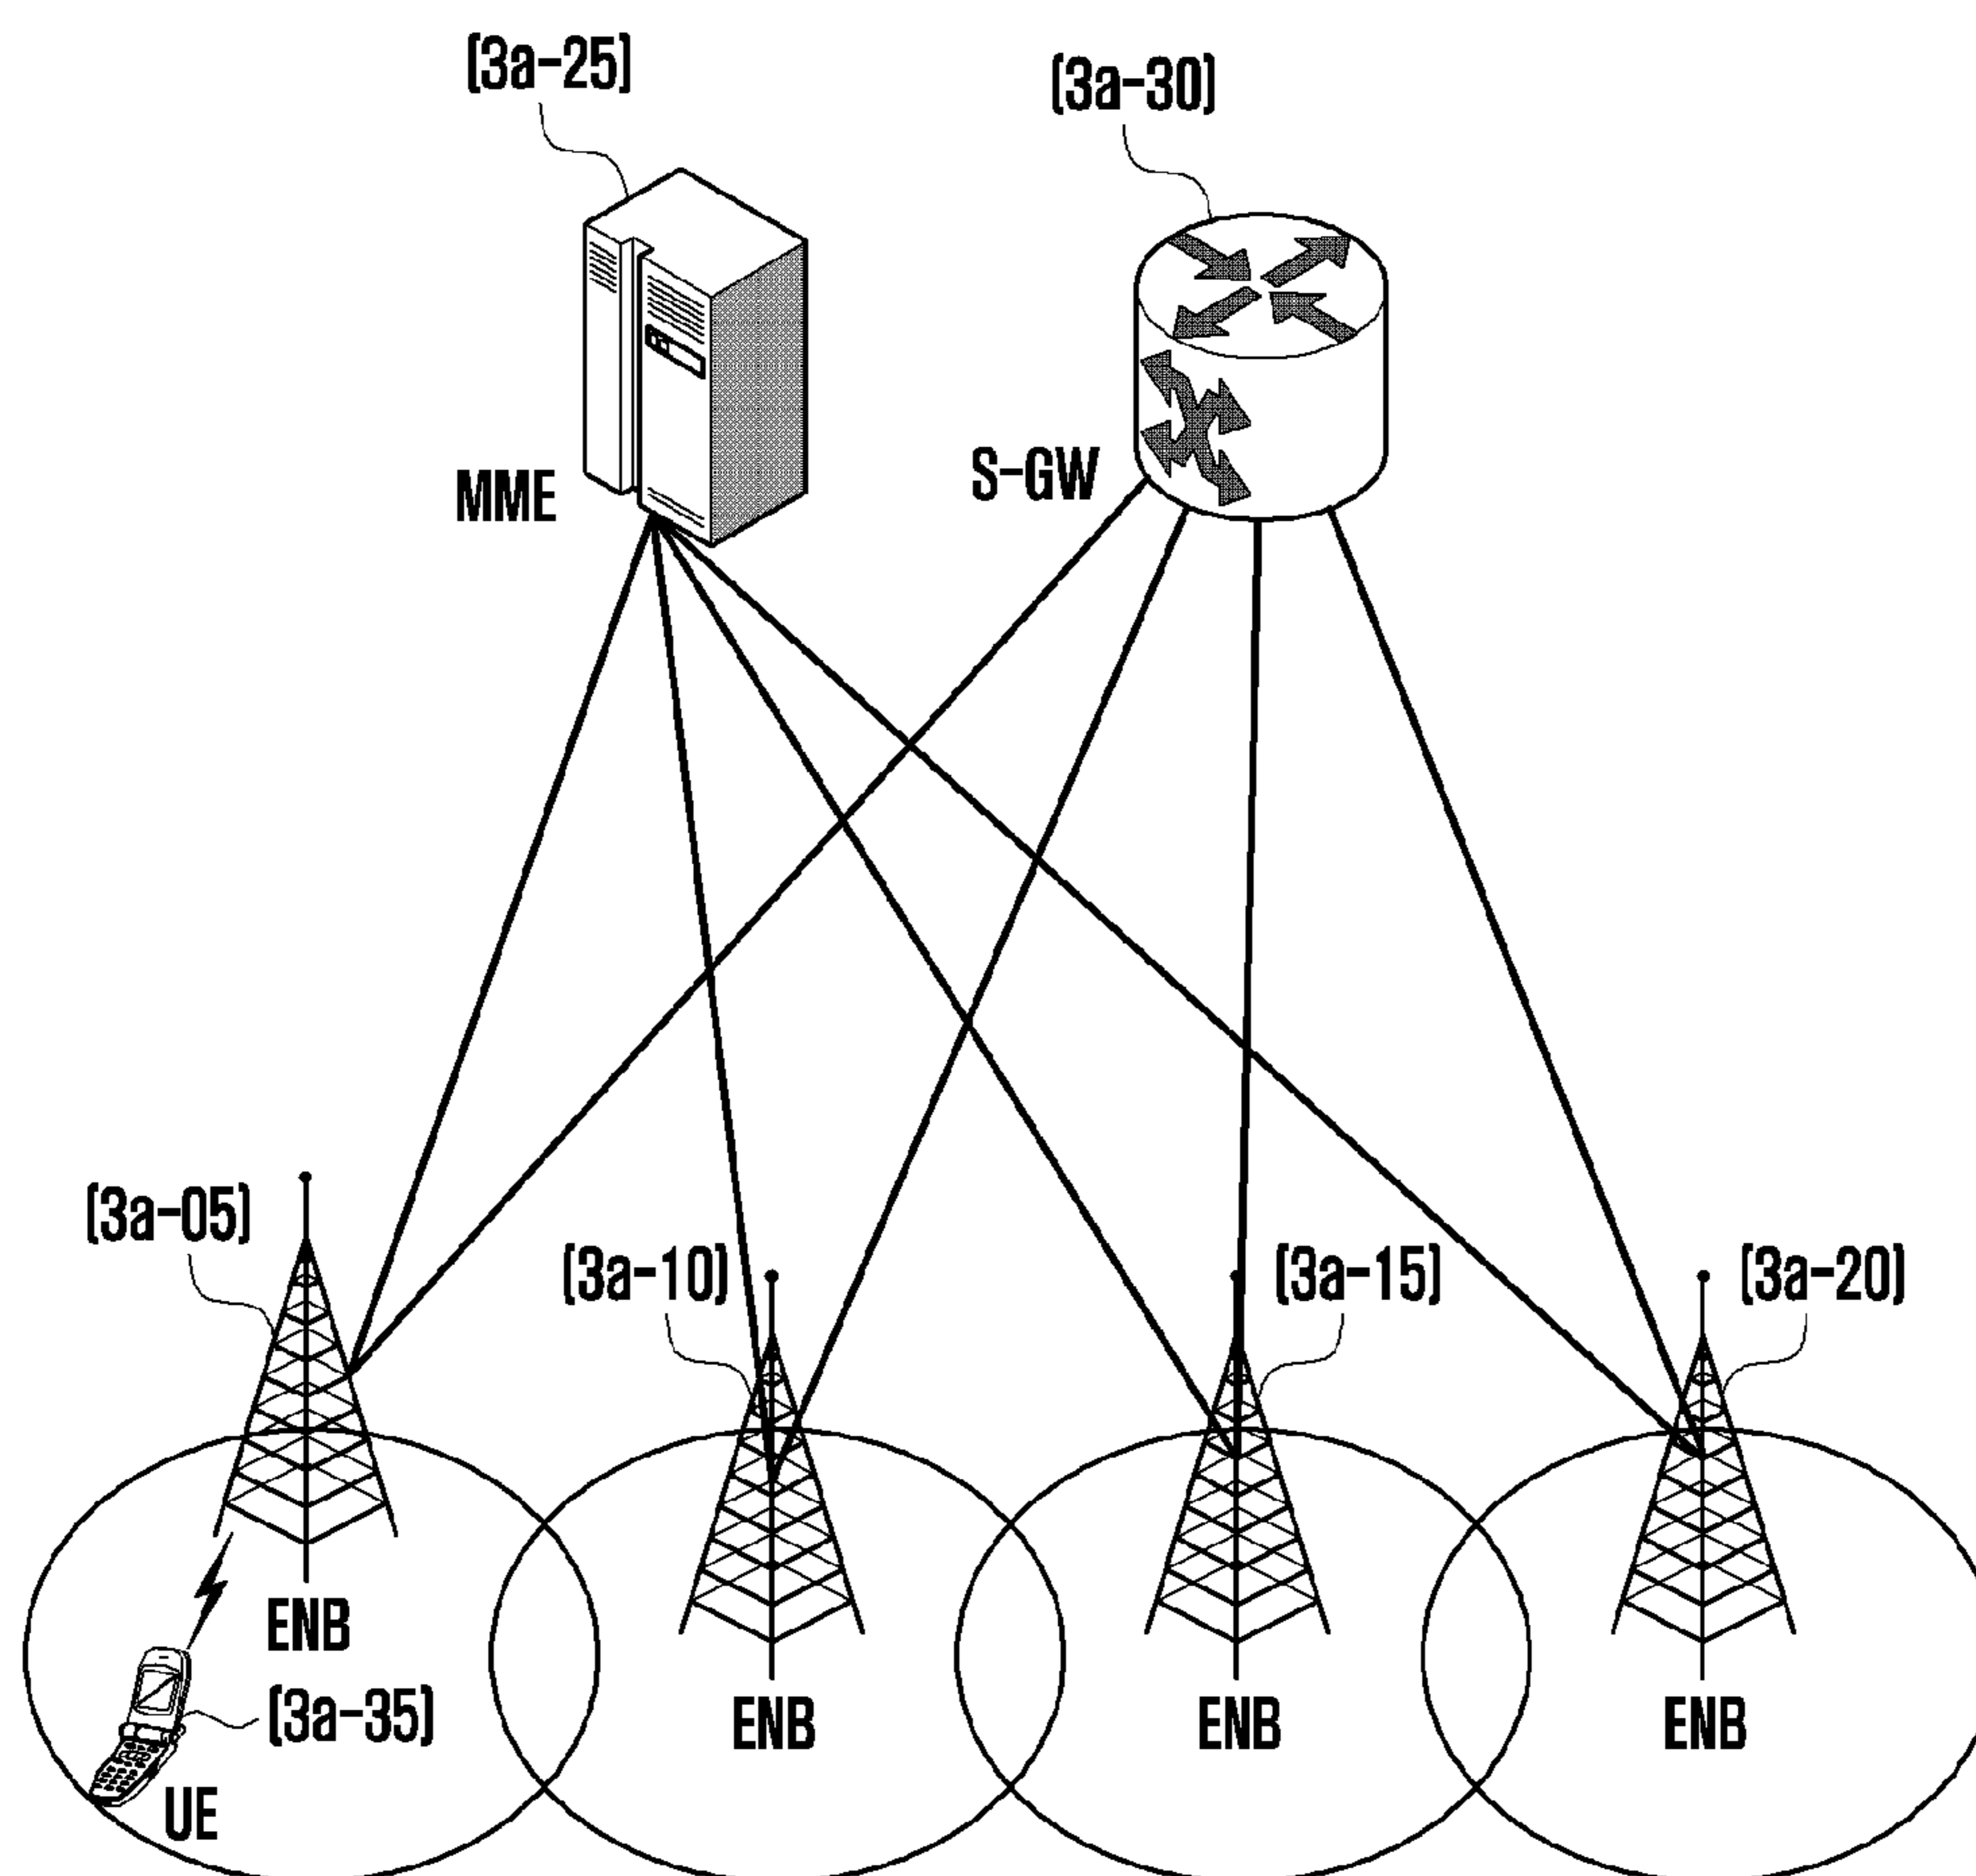 (3a-25)
(3a-30)
MME
S-GW
(3a-05)
(3a-10)
(3a-15)
(3a-20)
ENB
(3a-35)
UE
ENB
ENB
ENB